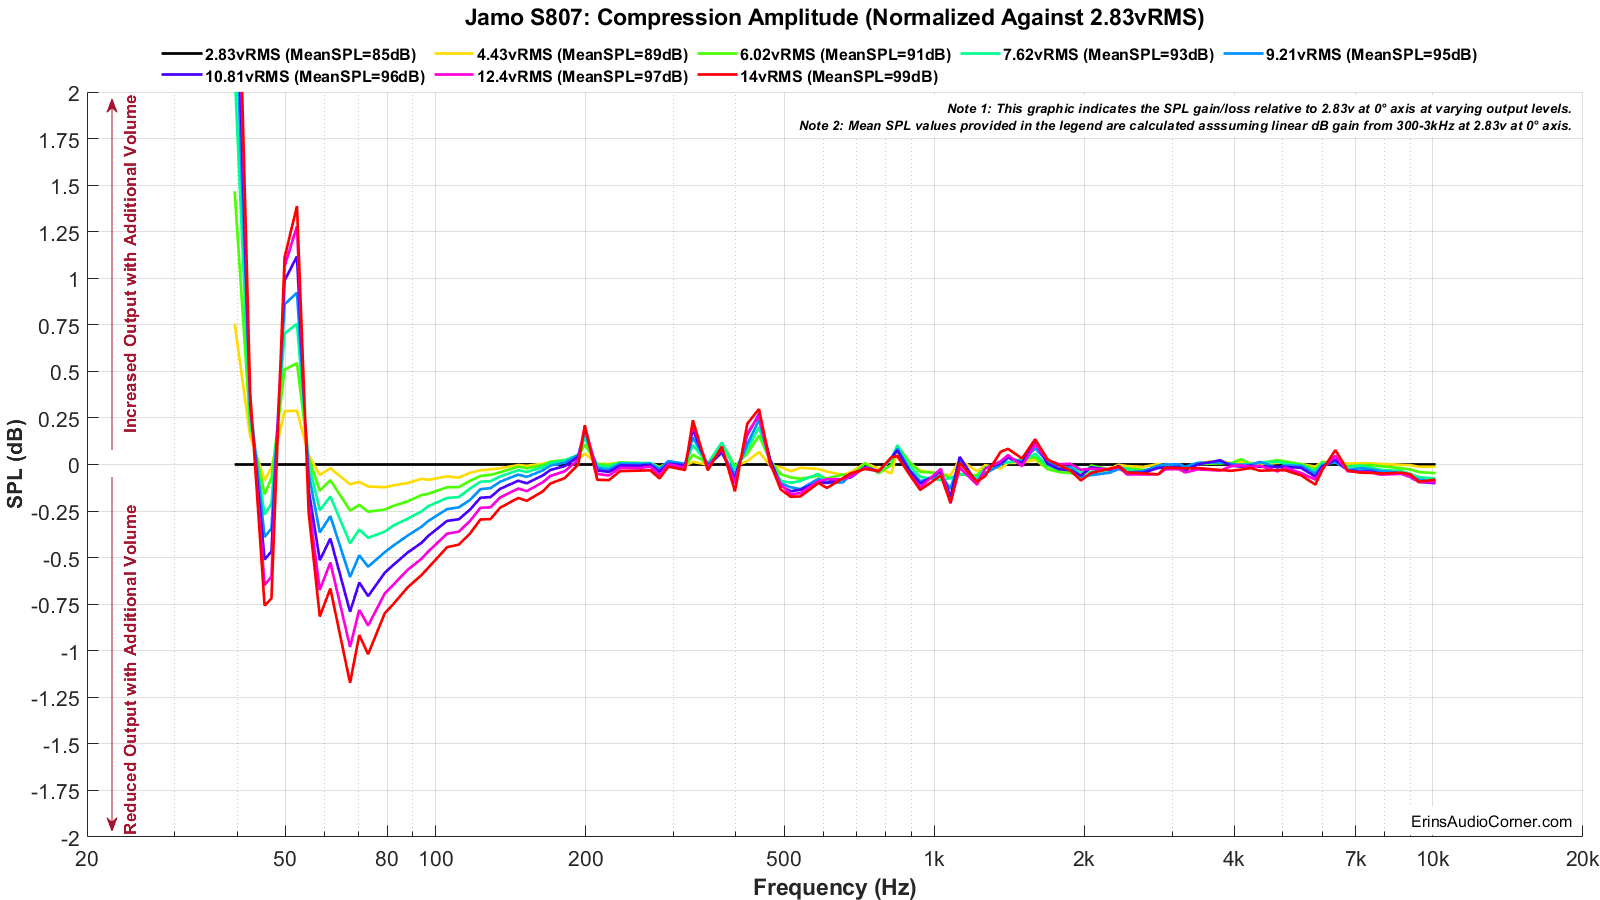 Jamo S807: Compression Amplitude (Normalized Against 2.83vRMS)
2.83vRMS (MeanSPL=85dB) 4.43vRMS (MeanSPL=89dB) 6.02vRMS (MeanSPL=91dB) 7.62vRMS (MeanSPL=93dB) 9.21vRMS (MeanSPL=95dB)
10.81vRMS (MeanSPL=96dB) 12.4vRMS (MeanSPL=97dB) 14vRMS (MeanSPL=99dB)
Note 1: This graphic indicates the SPL gain/loss relative to 2.83v at 0° axis at varying output levels.
Note 2: Mean SPL values provided in the legend are calculated asssuming linear dB gain from 300-3kHz at 2.83v at 0° axis.
SPL (dB)
2
1.75
1.5
1.25
1
0.75
0.5
0.25
0
-0.25
-0.5
-0.75
-1
-1.25
-1.5
-1.75
-2
Increased Output with Additional Volume
Reduced Output with Additional Volume
ErinsAudioCorner.com
20 50 80 100 200 500 1k 2k 4k 7k 10k 20k
Frequency (Hz)